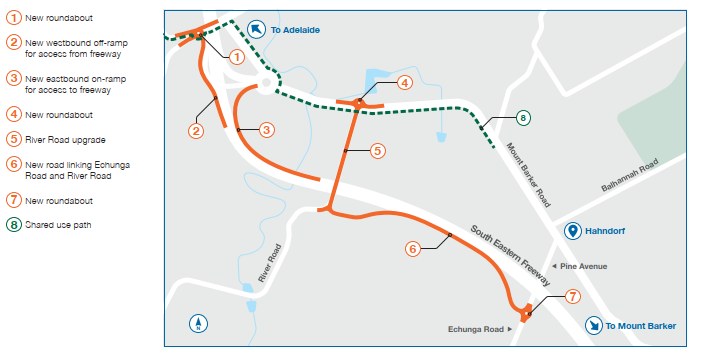 1 New roundabout
2 New westbound off-ramp
for access from freeway
3 New eastbound on-ramp
for access to freeway
4 New roundabout
5 River Road upgrade
6 New road linking Echunga
Road and River Road
7 New roundabout
8 Shared use path
To Adelaide
1
4
2
3
8
5
Mount Barker Road
Balhannah Road
River Road
6
South Eastern Freeway
Hahndorf
Pine Avenue
7
N
Echunga Road
To Mount Barker